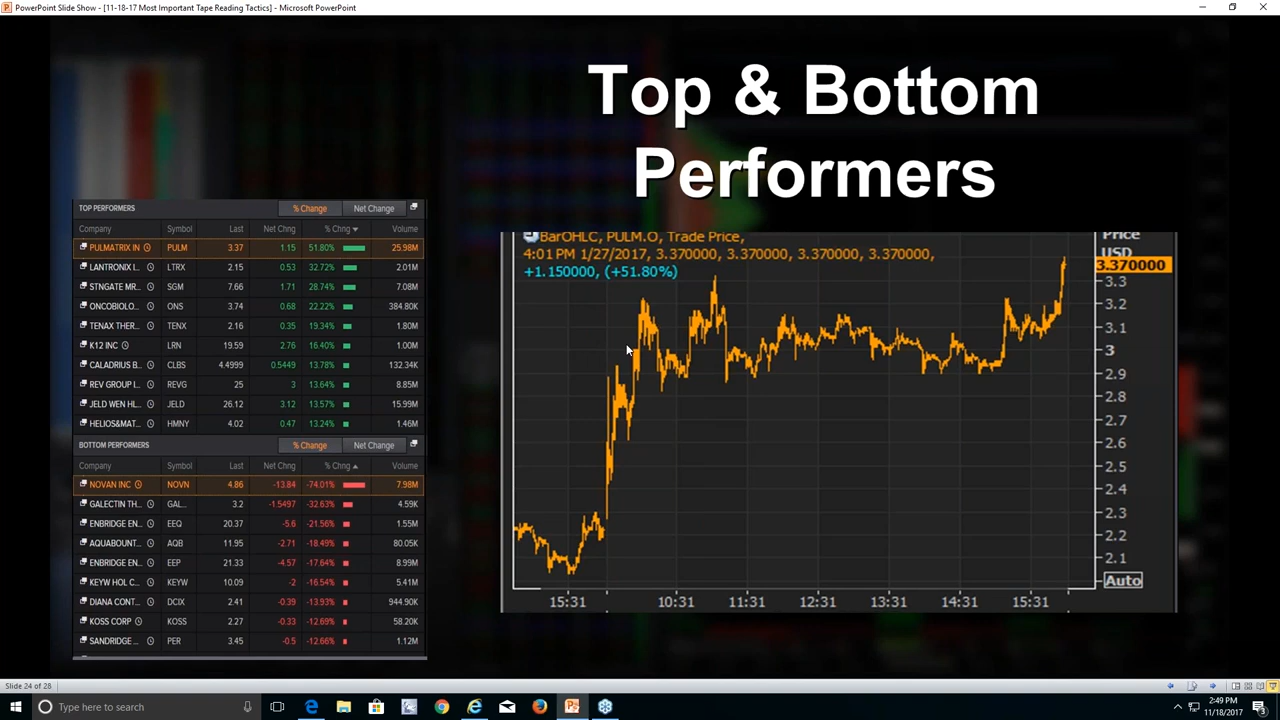 PowerPoint Slide Show - [11-18-17 Most Important Tape Reading Tactics] - Microsoft PowerPoint
Top & Bottom
Performers
TOP PERFORMERS % Change Net Change
Company Symbol Last Net Chng % Chng Volume
PULMATRIX IN PULM 3.37 1.15 51.80% 25.98M
LANTRONIX I... LTRX 2.15 0.53 32.72% 2.01M
STNGATE MR... SGM 7.66 1.71 28.74% 7.08M
ONCOBIOLO... ONS 3.74 0.68 22.22% 384.80K
TENAX THER... TENX 2.16 0.35 19.34% 1.80M
K12 INC LRN 19.59 2.76 16.40% 1.00M
CALADRIUS B... CLBS 4.4999 0.5449 13.78% 132.34K
REV GROUP I... REVG 25 3 13.64% 8.85M
JELD WEN HL... JELD 26.12 3.12 13.57% 15.99M
HELIOS&MAT... HMNY 4.02 0.47 13.24% 1.46M
BOTTOM PERFORMERS % Change Net Change
Company Symbol Last Net Chng % Chng Volume
NOVAN INC NOVN 4.86 -13.84 -74.01% 7.98M
GALECTIN TH... GAL... 3.2 -1.5497 -32.63% 4.59K
ENBRIDGE EN... EEQ 20.37 -5.6 -21.56% 1.55M
AQUABOUNT... AQB 11.95 -2.71 -18.49% 80.05K
ENBRIDGE EN... EEP 21.33 -4.57 -17.64% 8.99M
KEYW HOL C... KEYW 10.09 -2 -16.54% 5.41M
DIANA CONT... DCIX 2.41 -0.39 -13.93% 944.90K
KOSS CORP KOSS 2.27 -0.33 -12.69% 58.20K
SANDRIDGE ... PER 3.45 -0.5 -12.66% 1.12M
BarOHLC, PULM.O, Trade Price,
4:01 PM 1/27/2017, 3.370000, 3.370000, 3.370000, 3.370000,
+1.150000, (+51.80%)
Price
USD
3.370000
3.3
3.2
3.1
3
2.9
2.8
2.7
2.6
2.5
2.4
2.3
2.2
2.1
Auto
15:31 10:31 11:31 12:31 13:31 14:31 15:31
Slide 24 of 28
Type here to search
2:49 PM
11/18/2017
3